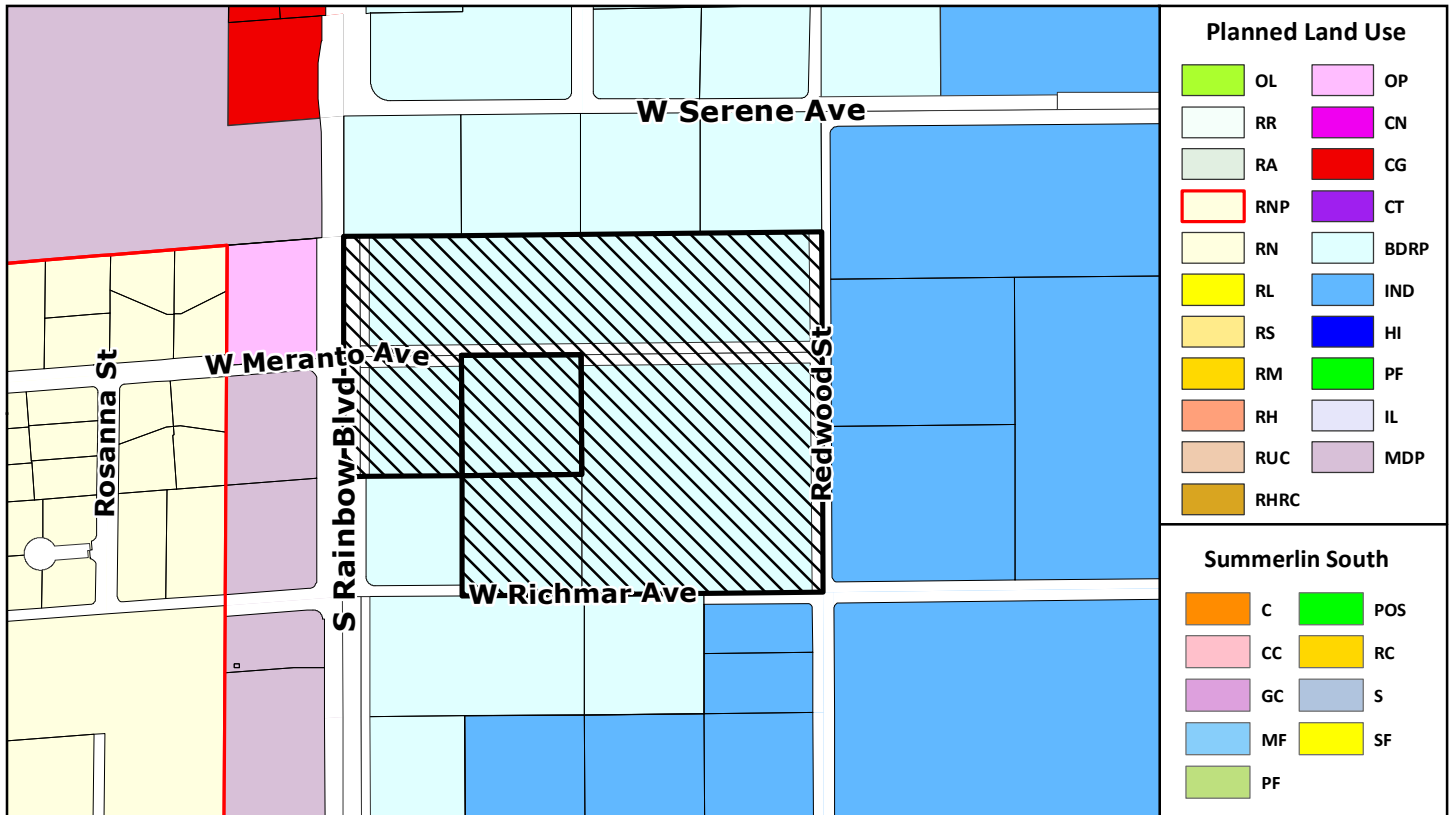 W Serene Ave
W Meranto Ave
Rosanna St
S Rainbow Blvd
Redwood St
W Richmar Ave
Planned Land Use
OL OP
RR CN
RA CG
RNP CT
RN BDRP
RL IND
RS HI
RM PF
RH IL
RUC MDP
RHRC
Summerlin South
C POS
CC RC
GC S
MF SF
PF